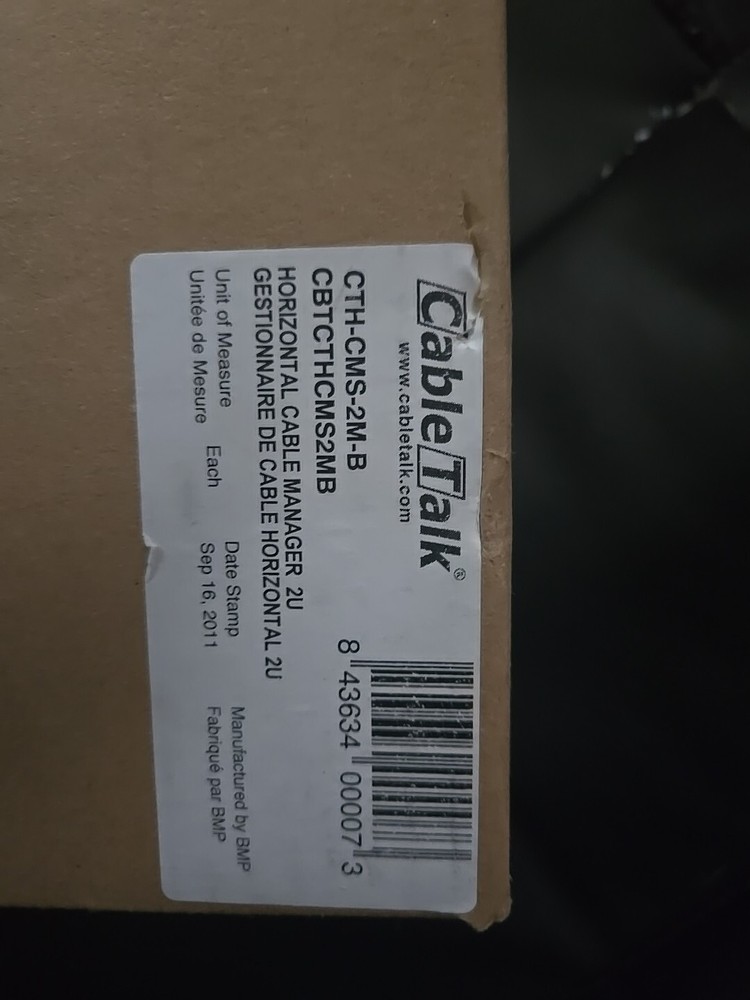 CableTalk®
www.cabletalk.com
CTH-CMS-2M-B
CBTCTHCMS2MB
8 43634 00007 3
HORIZONTAL CABLE MANAGER 2U
GESTIONNAIRE DE CABLE HORIZONTAL 2U
Unit of Measure Each Date Stamp Manufactured by BMP
Unitée de Mesure Sep 16, 2011 Fabriqué par BMP